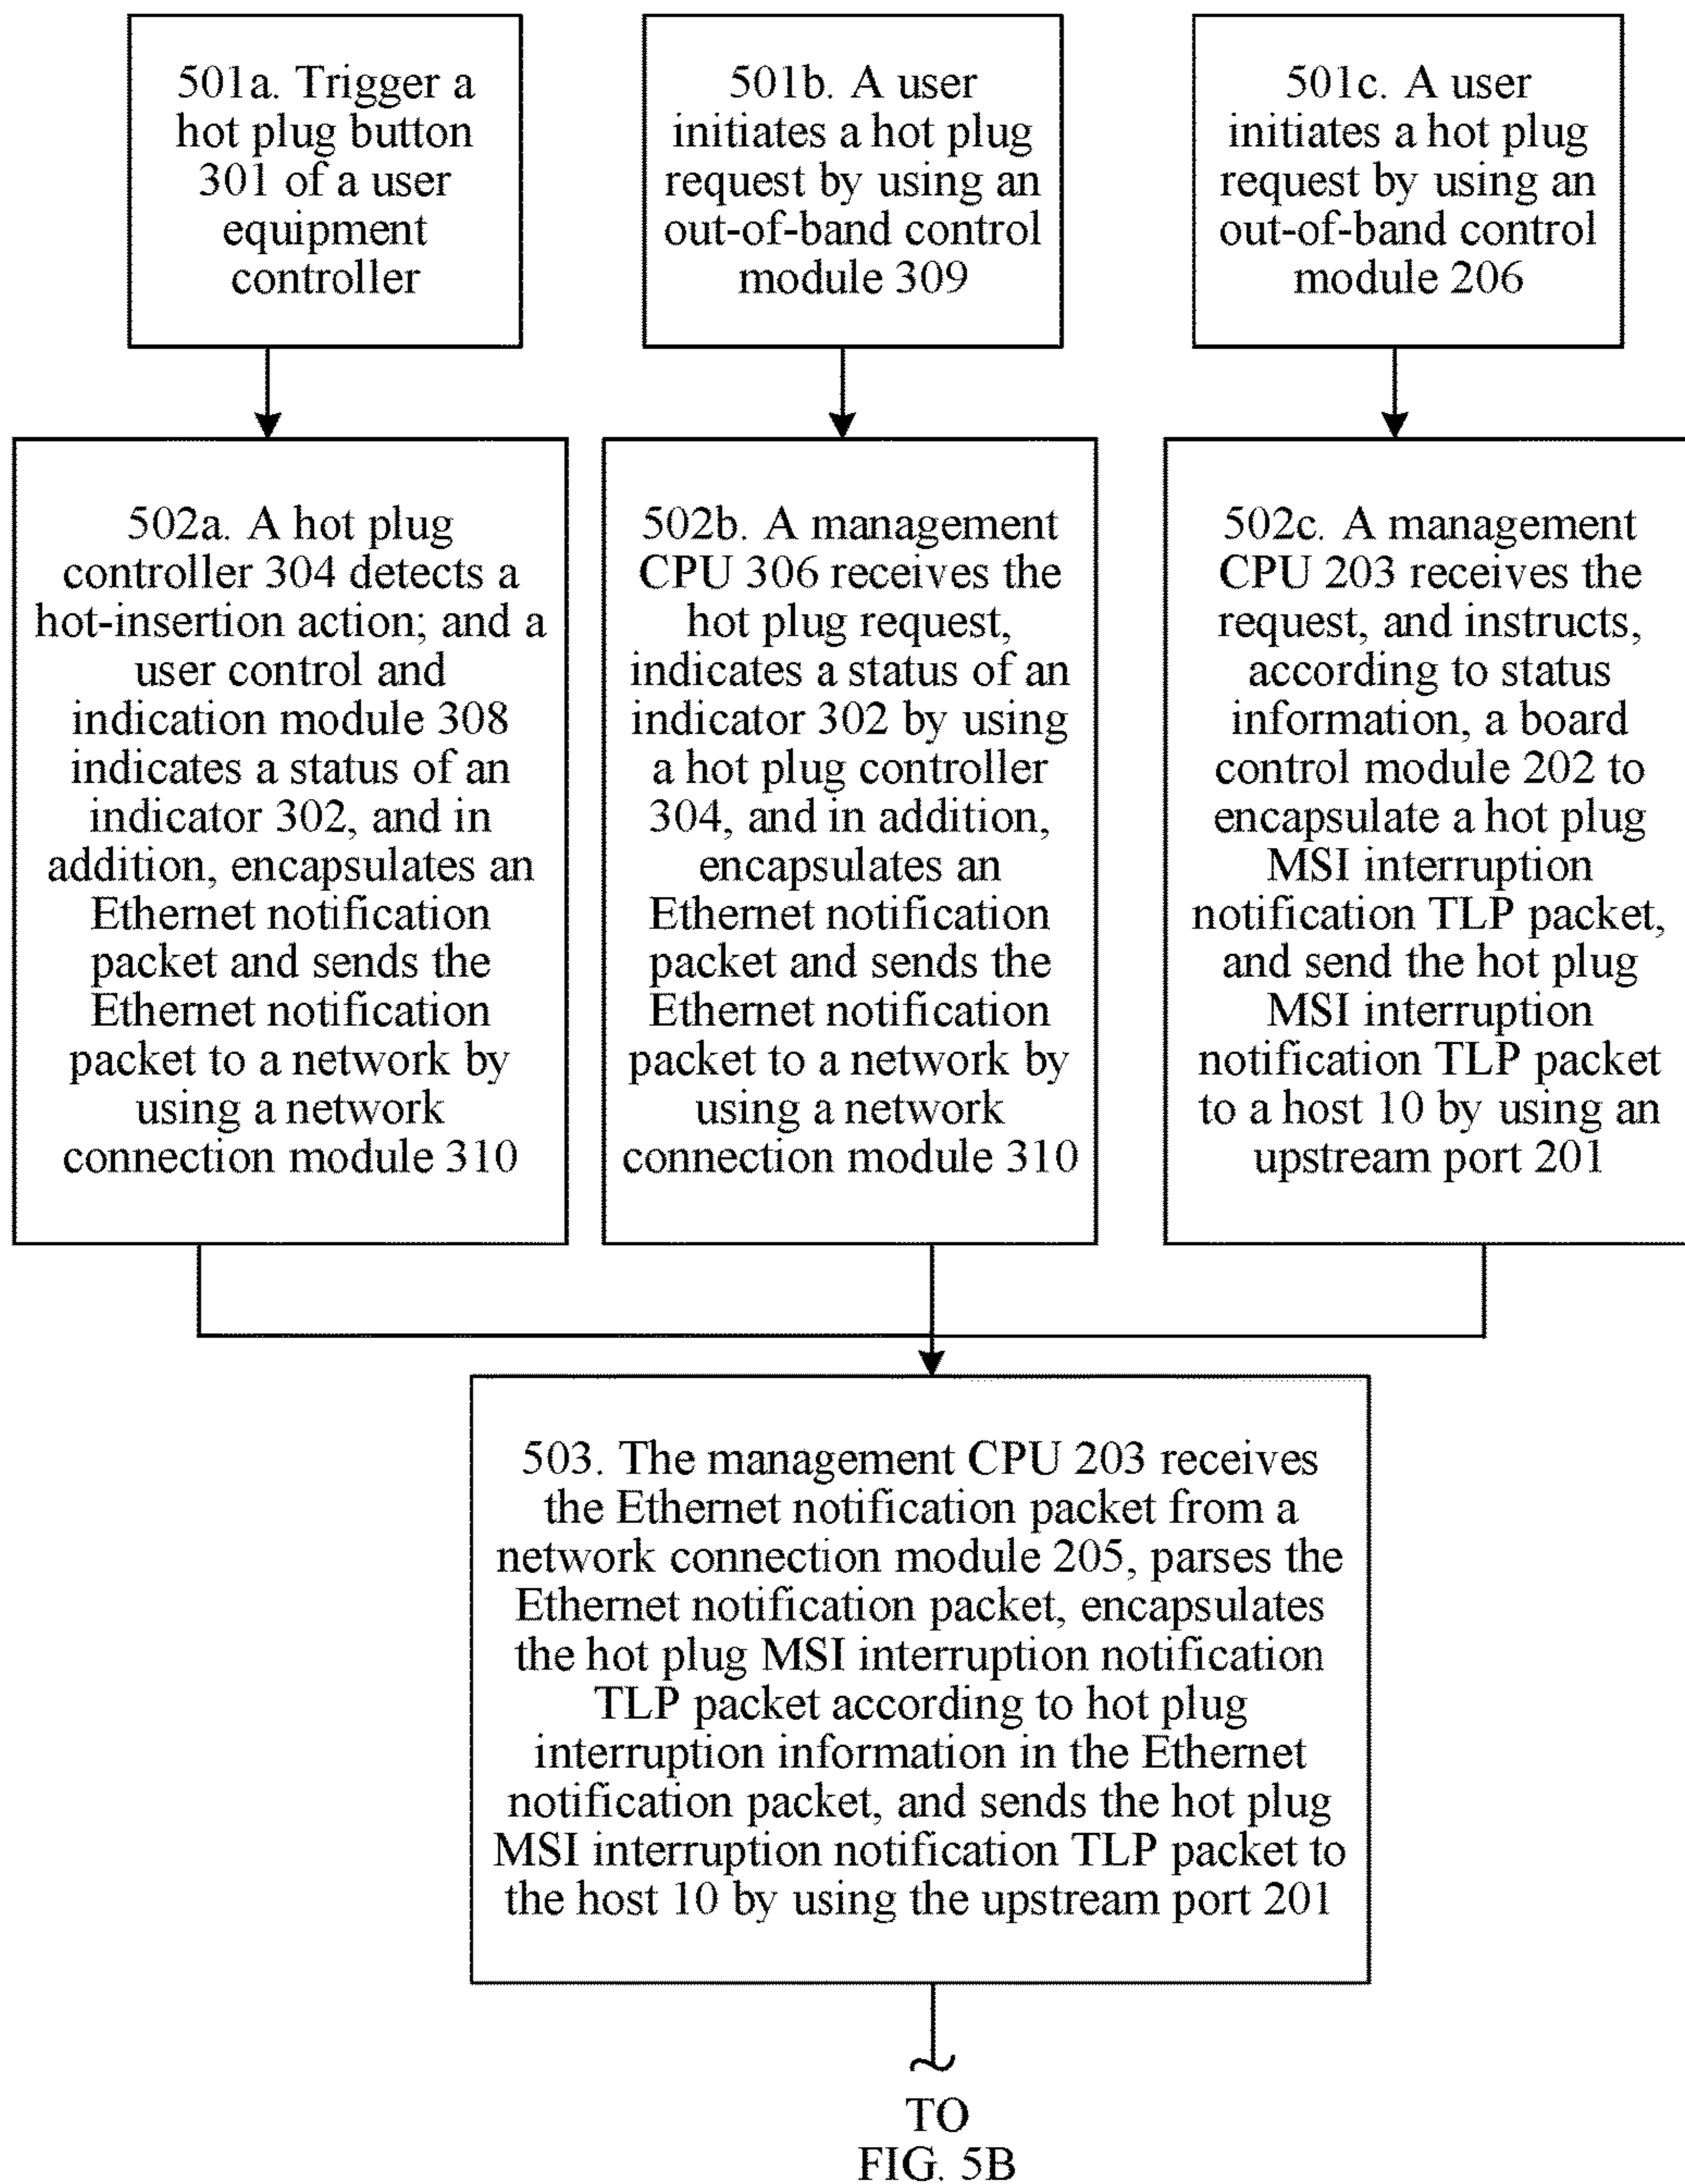 501a. Trigger a
hot plug button
301 of a user
equipment
controller
501b. A user
initiates a hot plug
request by using an
out-of-band control
module 309
501c. A user
initiates a hot plug
request by using an
out-of-band control
module 206
502a. A hot plug
controller 304 detects a
hot-insertion action; and a
user control and
indication module 308
indicates a status of an
indicator 302, and in
addition, encapsulates an
Ethernet notification
packet and sends the
Ethernet notification
packet to a network by
using a network
connection module 310
502b. A management
CPU 306 receives the
hot plug request,
indicates a status of an
indicator 302 by using
a hot plug controller
304, and in addition,
encapsulates an
Ethernet notification
packet and sends the
Ethernet notification
packet to a network by
using a network
connection module 310
502c. A management
CPU 203 receives the
request, and instructs,
according to status
information, a board
control module 202 to
encapsulate a hot plug
MSI interruption
notification TLP packet,
and send the hot plug
MSI interruption
notification TLP packet
to a host 10 by using an
upstream port 201
503. The management CPU 203 receives
the Ethernet notification packet from a
network connection module 205, parses the
Ethernet notification packet, encapsulates
the hot plug MSI interruption notification
TLP packet according to hot plug
interruption information in the Ethernet
notification packet, and sends the hot plug
MSI interruption notification TLP packet to
the host 10 by using the upstream port 201
TO
FIG. 5B